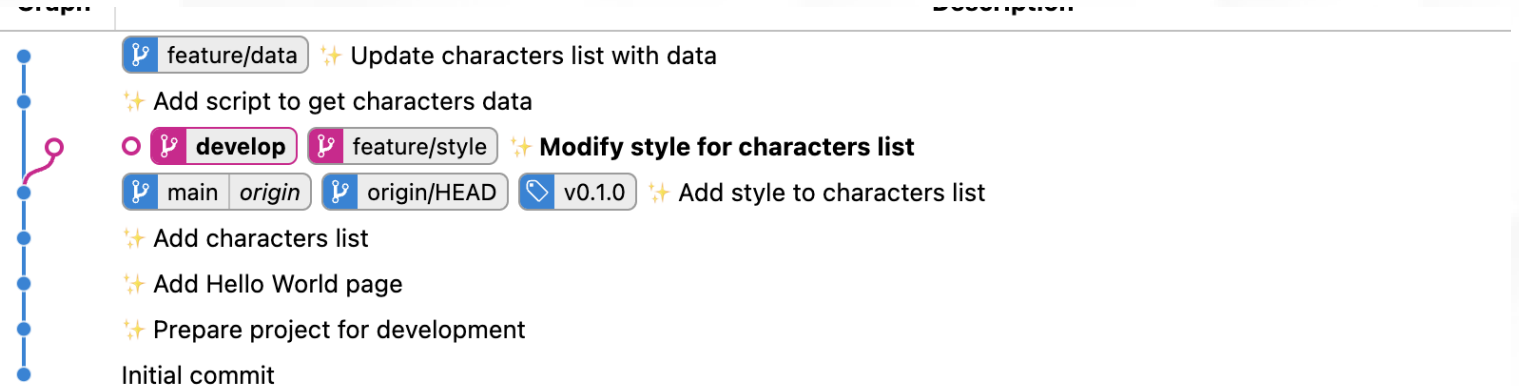 Graph Description
feature/data ✨ Update characters list with data
✨ Add script to get characters data
develop feature/style ✨ Modify style for characters list
main origin origin/HEAD v0.1.0 ✨ Add style to characters list
✨ Add characters list
✨ Add Hello World page
✨ Prepare project for development
Initial commit